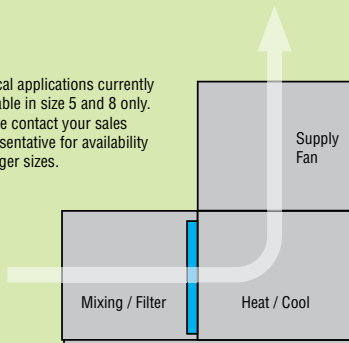 cal applications currently
able in size 5 and 8 only.
e contact your sales
sentative for availability
ger sizes.
Supply
Fan
Mixing / Filter
Heat / Cool